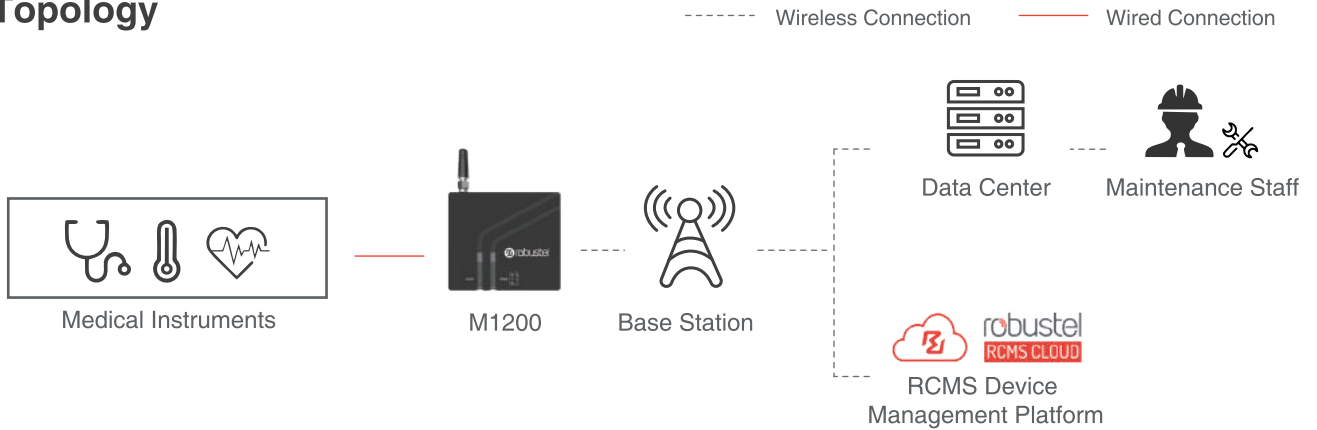 Topology
Wireless Connection
Wired Connection
Data Center
Maintenance Staff
robustel
Medical Instruments
M1200
Base Station
robustel
RCMS CLOUD
RCMS Device
Management Platform